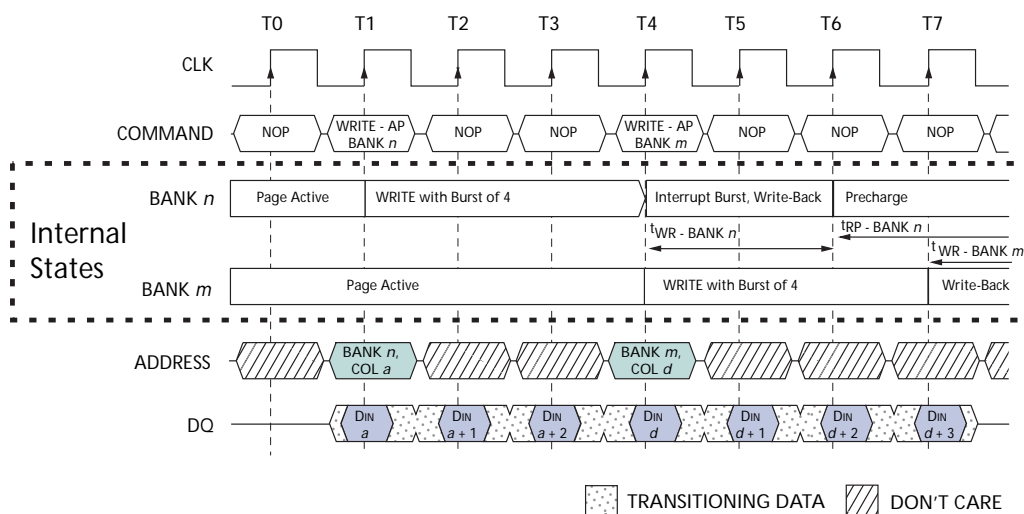 T0 T1 T2 T3 T4 T5 T6 T7
CLK
COMMAND NOP WRITE - AP BANK n NOP NOP WRITE - AP BANK m NOP NOP NOP
Internal States
BANK n Page Active WRITE with Burst of 4 Interrupt Burst, Write-Back Precharge
tWR - BANK n tRP - BANK n
tWR - BANK m
BANK m Page Active WRITE with Burst of 4 Write-Back
ADDRESS BANK n, COL a BANK m, COL d
DQ DIN a DIN a + 1 DIN a + 2 DIN d DIN d + 1 DIN d + 2 DIN d + 3
TRANSITIONING DATA DON'T CARE